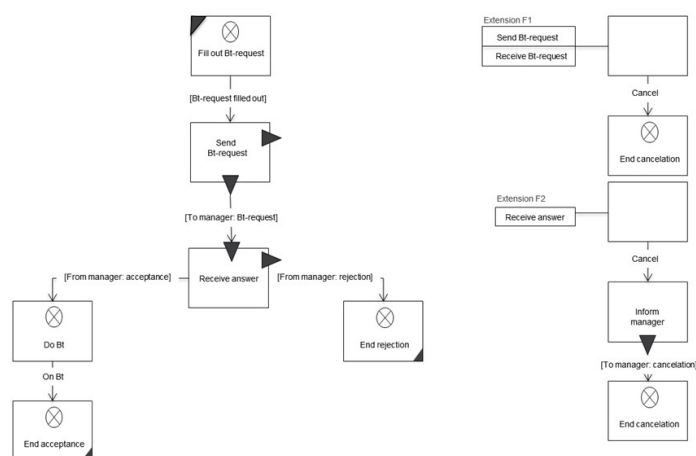 Fill out Bt-request
[Bt-request filled out]
Send
Bt-request
[To manager: Bt-request]
Receive answer
[From manager: acceptance]
[From manager: rejection]
Do Bt
End rejection
On Bt
End acceptance
Extension F1
Send Bt-request
Receive Bt-request
Cancel
End cancelation
Extension F2
Receive answer
Cancel
Inform
manager
[To manager: cancelation]
End cancelation